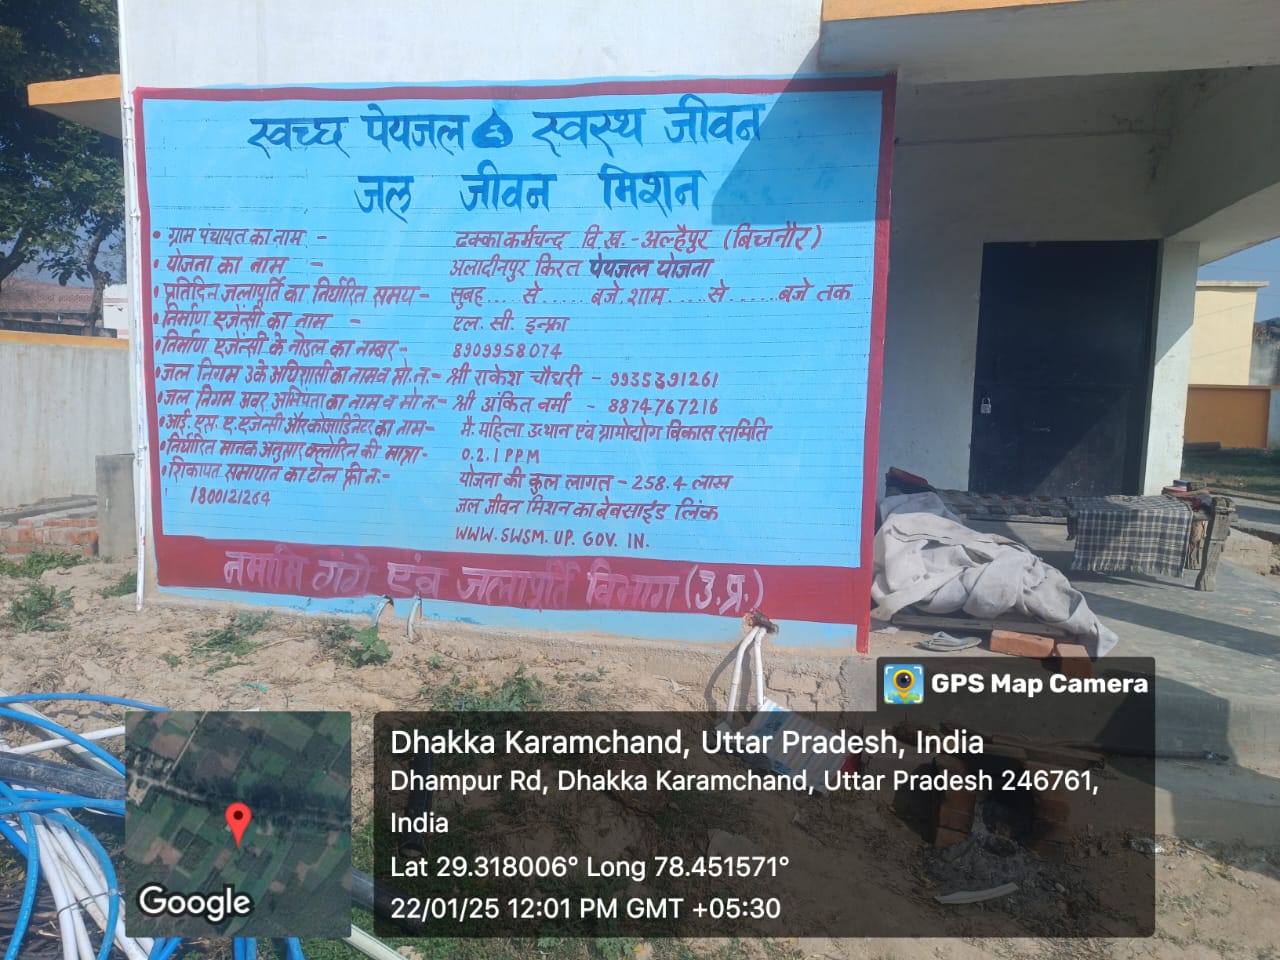 स्वच्छ पेयजल स्वस्थ जीवन
जल जीवन मिशन
• ग्राम पंचायत का नाम - ढक्काकर्मचन्द वि.ख.- अल्हैपुर (बिजनौर)
• योजना का नाम - अलादीनपुर किरत पेयजल योजना
• प्रतिदिन जलापूर्ति का निर्धारित समय - सुबह.... से ...... बजे, शाम .... से ...... बजे तक
• निर्माण एजेन्सी का नाम - एल. सी. इन्फ्रा
• निर्माण एजेंन्सी के नोडल का नम्बर - 8909958074
• जल निगम उके अधिशासी का नाम व मो.न.- श्री राकेश चौधरी - 9935391261
• जल निगम अवर अभियन्ता का नाम व मो न.- श्री अंकित वर्मा - 8874767216
• आई. एस. ए. एजेन्सी और कोआर्डिनेटर का नाम - मै. महिला उत्थान एंव ग्रामोद्योग विकास समिति
• निर्धारित मानक अनुसार क्लोरिन की मात्रा - 0.2.1 PPM
• शिकायत समाधान का टोल फ्री न.- योजना की कुल लागत - 258.4 लाख
1800121264 जल जीवन मिशन का बेबसाईड लिंक
WWW.SWSM.UP.GOV.IN.
नमामि गंगे एंव जलापूर्ति विभाग (उ.प्र.)
GPS Map Camera
Dhakka Karamchand, Uttar Pradesh, India
Dhampur Rd, Dhakka Karamchand, Uttar Pradesh 246761,
India
Lat 29.318006° Long 78.451571°
22/01/25 12:01 PM GMT +05:30
Google